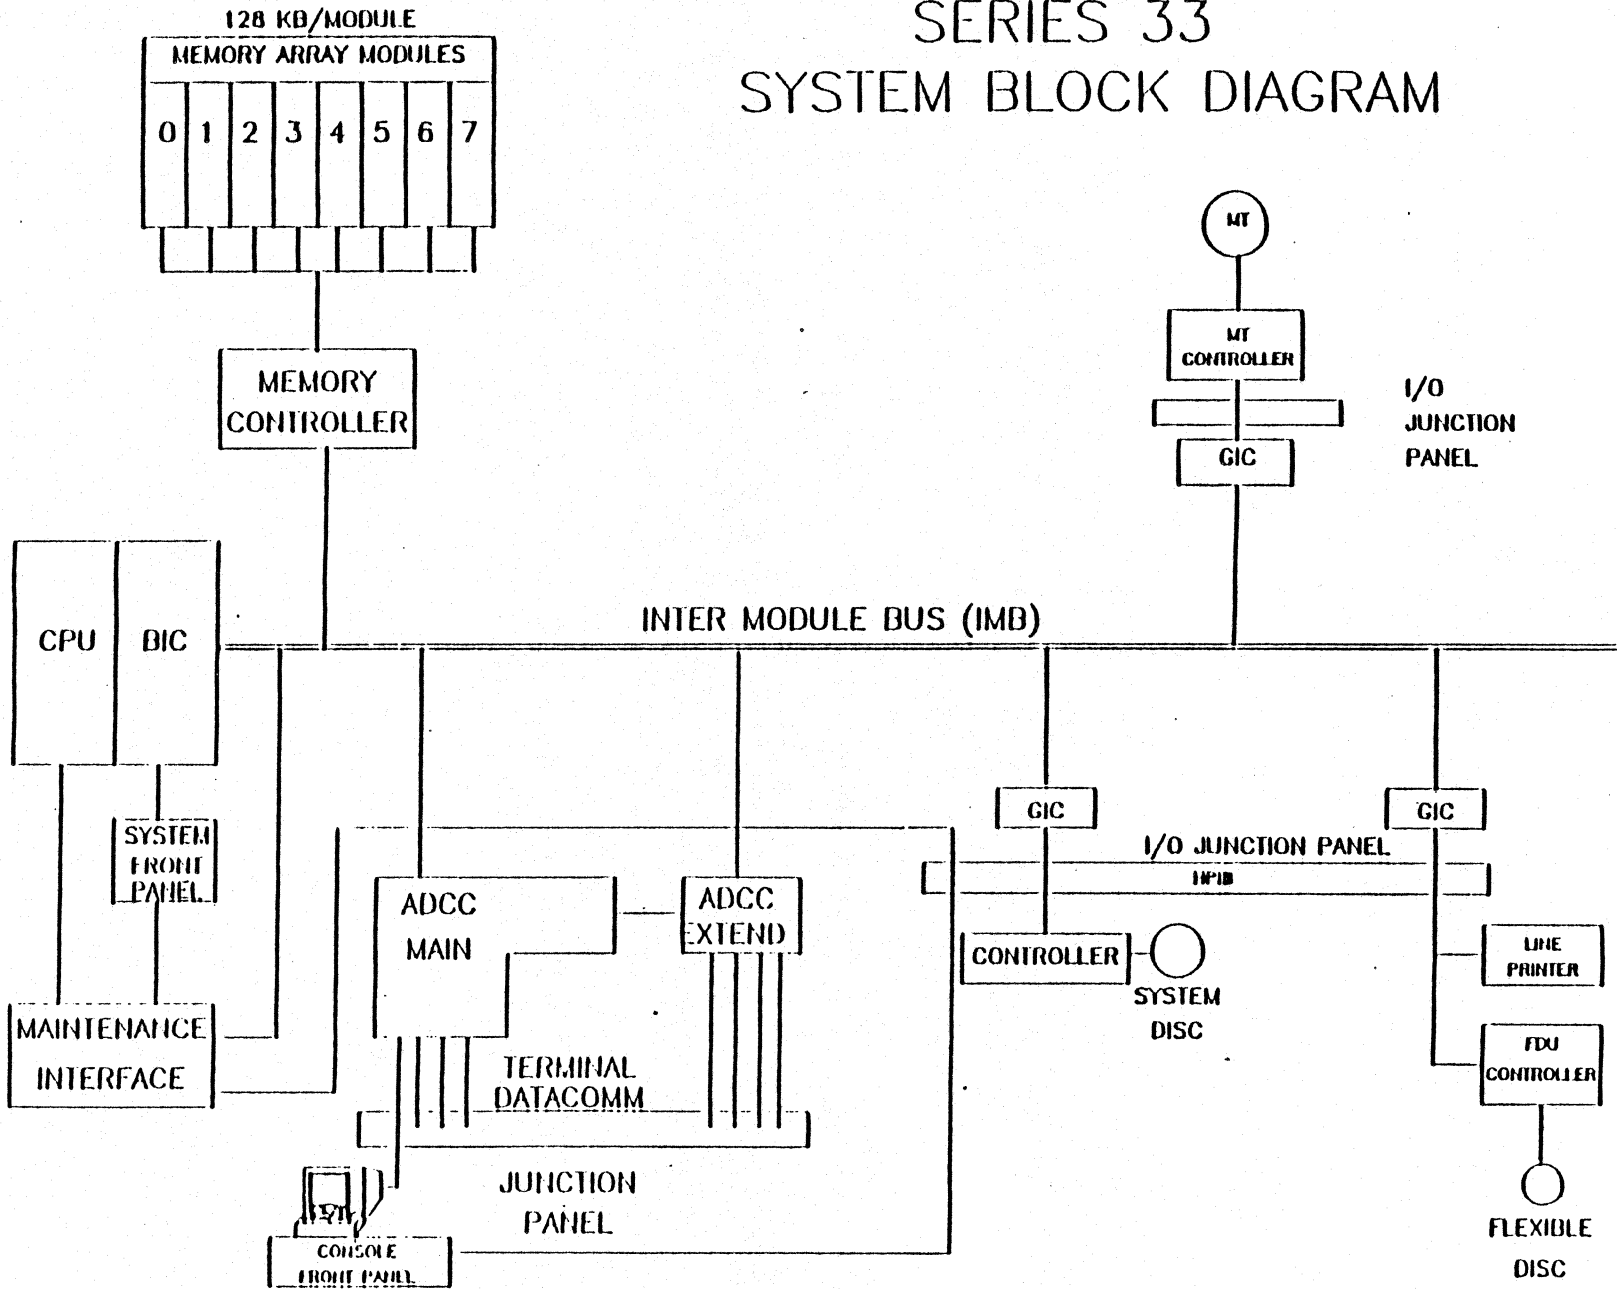 SERIES 33
SYSTEM BLOCK DIAGRAM
128 KB/MODULE
MEMORY ARRAY MODULES
0 1 2 3 4 5 6 7
MT
MT
CONTROLLER
I/O
JUNCTION
PANEL
GIC
MEMORY
CONTROLLER
INTER MODULE BUS (IMB)
CPU
BIC
GIC
GIC
SYSTEM
FRONT
PANEL
I/O JUNCTION PANEL
HPIB
ADCC
MAIN
ADCC
EXTEND
CONTROLLER
SYSTEM
DISC
LINE
PRINTER
MAINTENANCE
INTERFACE
FDU
CONTROLLER
TERMINAL
DATACOMM
JUNCTION
PANEL
CONSOLE
FRONT PANEL
FLEXIBLE
DISC